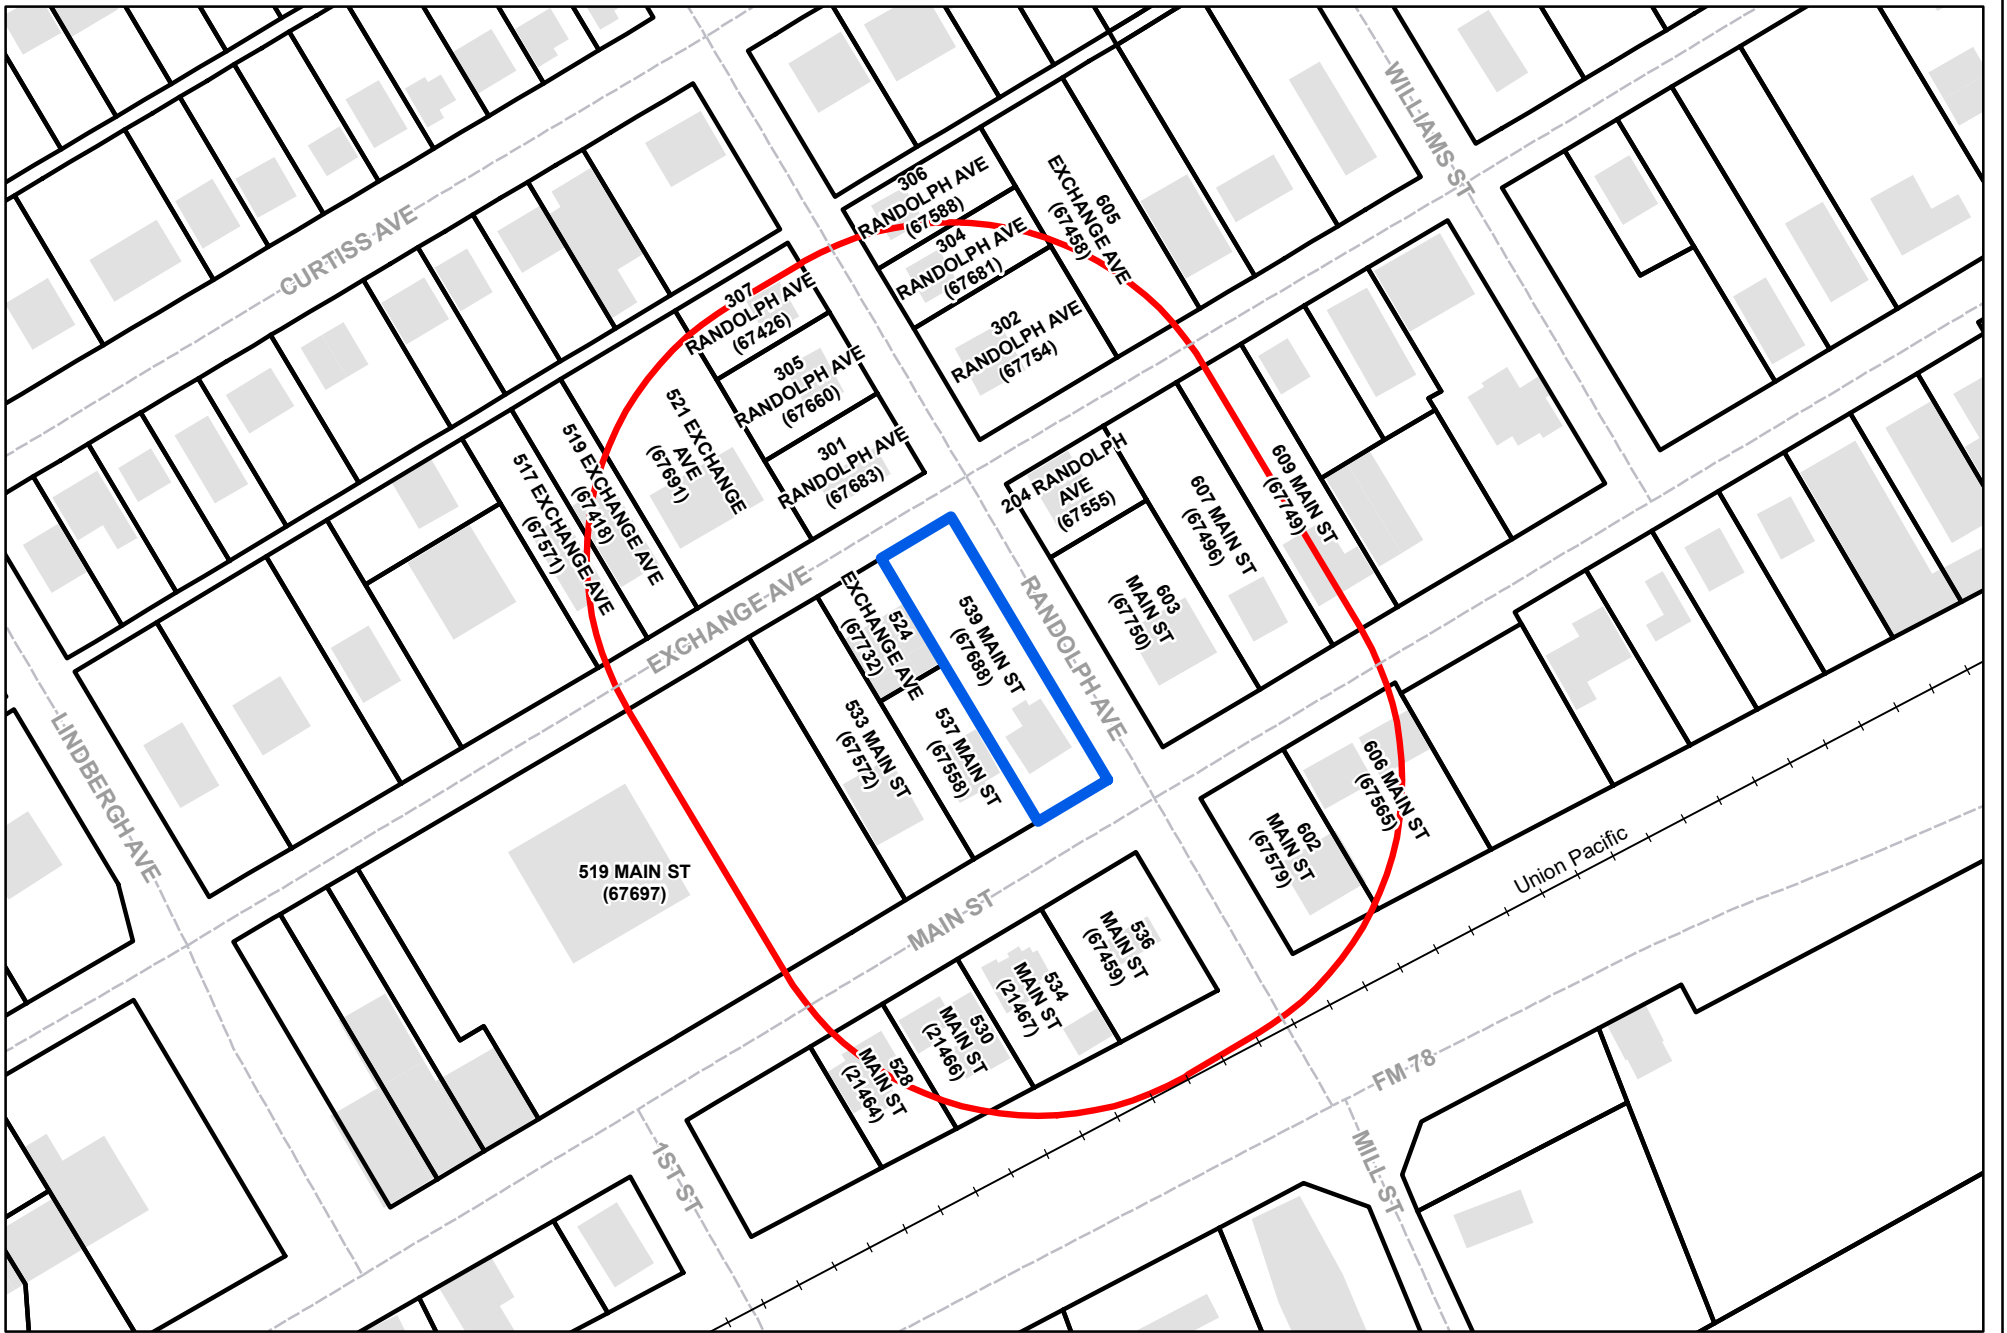 WILLIAMS ST
CURTISS AVE
306
RANDOLPH AVE
(67588)
304
RANDOLPH AVE
(67681)
302
RANDOLPH AVE
(67754)
605
EXCHANGE AVE
(67458)
307
RANDOLPH AVE
(67426)
305
RANDOLPH AVE
(67660)
301
RANDOLPH AVE
(67683)
521 EXCHANGE
AVE
(67691)
519 EXCHANGE AVE
(67418)
517 EXCHANGE AVE
(67571)
204 RANDOLPH
AVE
(67555)
607 MAIN ST
(67496)
609 MAIN ST
(67749)
603
MAIN ST
(67750)
EXCHANGE AVE
RANDOLPH AVE
524
EXCHANGE AVE
(67732)
539 MAIN ST
(67688)
533 MAIN ST
(67572)
537 MAIN ST
(67558)
LINDBERGH AVE
519 MAIN ST
(67697)
MAIN ST
602
MAIN ST
(67579)
606 MAIN ST
(67565)
Union Pacific
536
MAIN ST
(67459)
534
MAIN ST
(21467)
530
MAIN ST
(21466)
528
MAIN ST
(21464)
FM 78
1ST ST
MILL ST